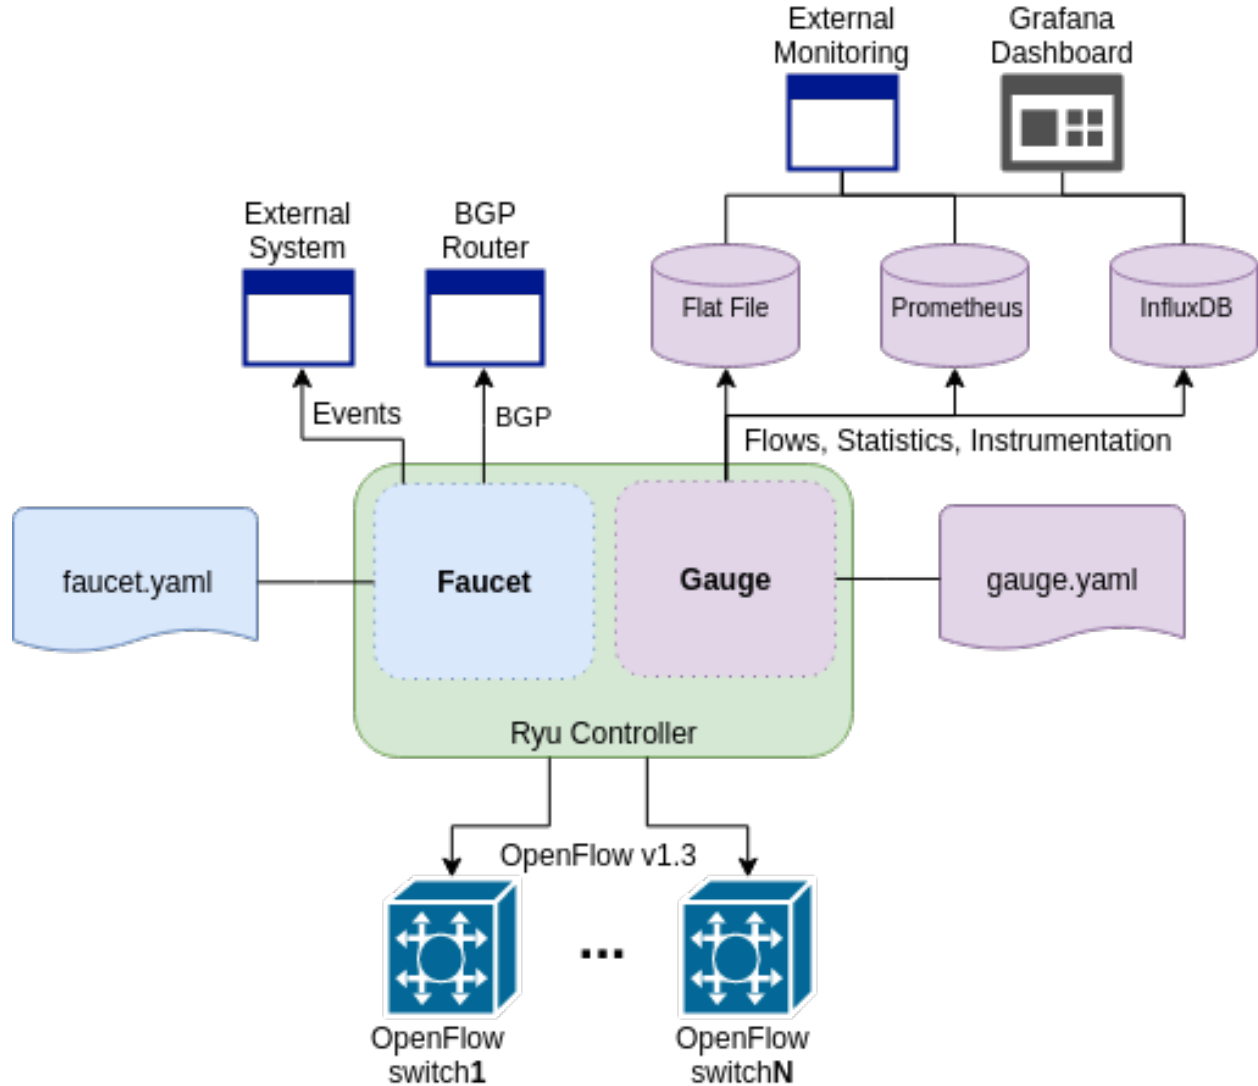 External
Monitoring
Grafana
Dashboard
External
System
BGP
Router
Flat File
Prometheus
InfluxDB
Events
BGP
Flows, Statistics, Instrumentation
faucet.yaml
Faucet
Gauge
gauge.yaml
Ryu Controller
OpenFlow v1.3
...
OpenFlow
switch1
OpenFlow
switchN